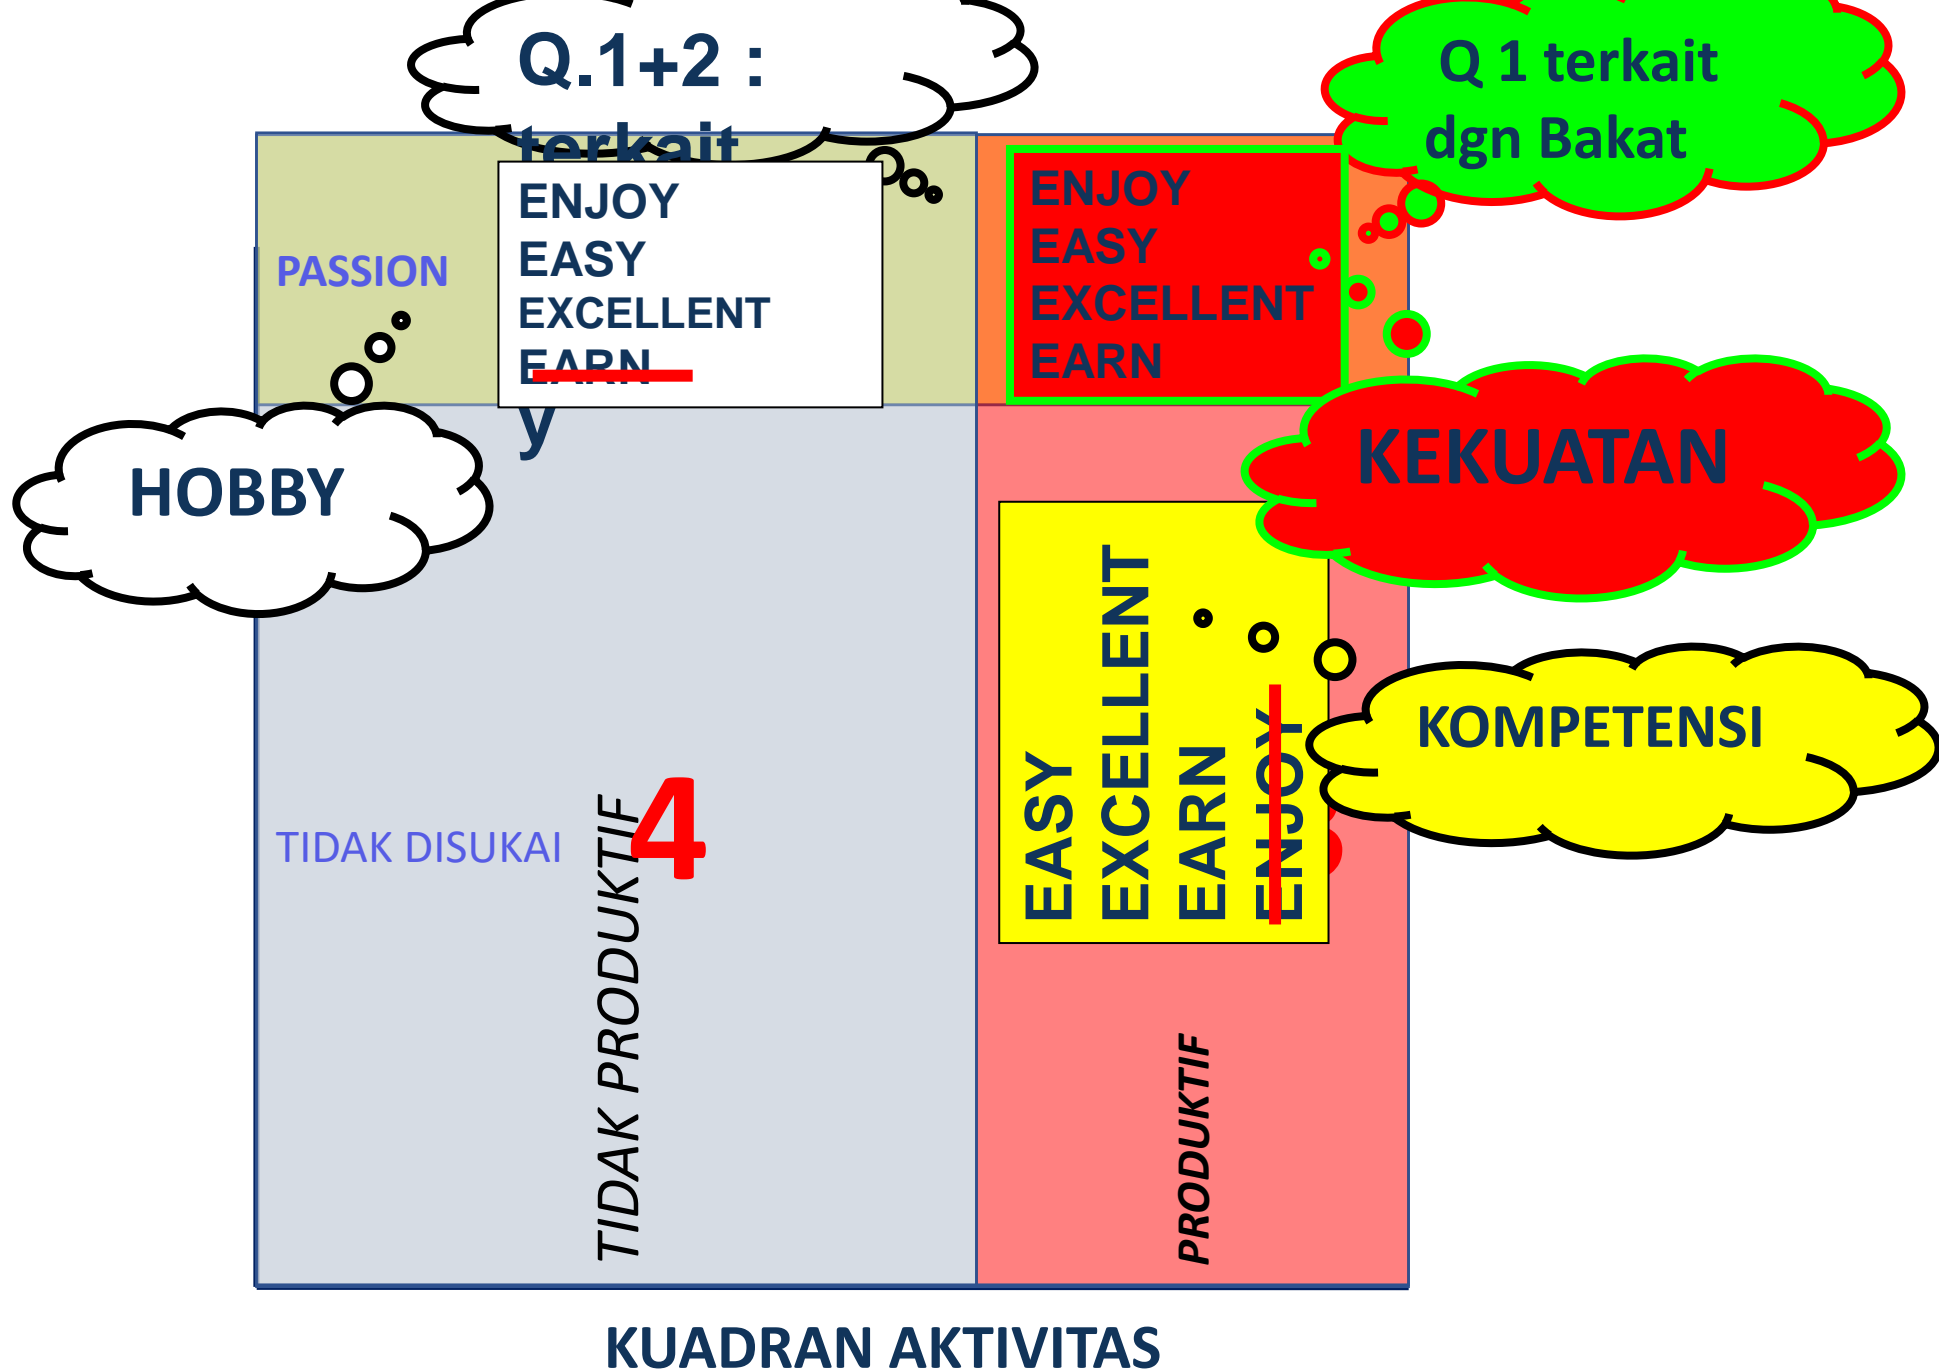 Q.1+2 :
terkait
y
Q 1 terkait
dgn Bakat
PASSION
ENJOY
EASY
EXCELLENT
EARN
ENJOY
EASY
EXCELLENT
EARN
HOBBY
KEKUATAN
EASY
EXCELLENT
EARN
ENJOY
KOMPETENSI
TIDAK DISUKAI
4
TIDAK PRODUKTIF
PRODUKTIF
KUADRAN AKTIVITAS